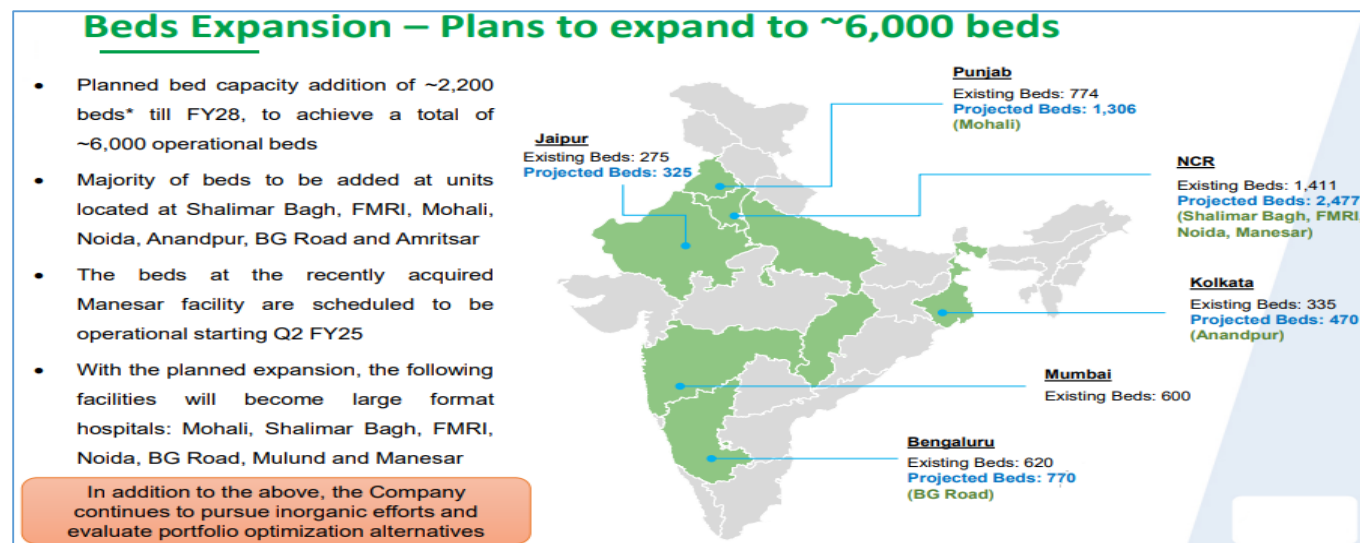 Beds Expansion – Plans to expand to ~6,000 beds
• Planned bed capacity addition of ~2,200
beds* till FY28, to achieve a total of
~6,000 operational beds
• Majority of beds to be added at units
located at Shalimar Bagh, FMRI, Mohali,
Noida, Anandpur, BG Road and Amritsar
• The beds at the recently acquired
Manesar facility are scheduled to be
operational starting Q2 FY25
• With the planned expansion, the following
facilities will become large format
hospitals: Mohali, Shalimar Bagh, FMRI,
Noida, BG Road, Mulund and Manesar
In addition to the above, the Company
continues to pursue inorganic efforts and
evaluate portfolio optimization alternatives
Punjab
Existing Beds: 774
Projected Beds: 1,306
(Mohali)
Jaipur
Existing Beds: 275
Projected Beds: 325
NCR
Existing Beds: 1,411
Projected Beds: 2,477
(Shalimar Bagh, FMRI
Noida, Manesar)
Kolkata
Existing Beds: 335
Projected Beds: 470
(Anandpur)
Mumbai
Existing Beds: 600
Bengaluru
Existing Beds: 620
Projected Beds: 770
(BG Road)